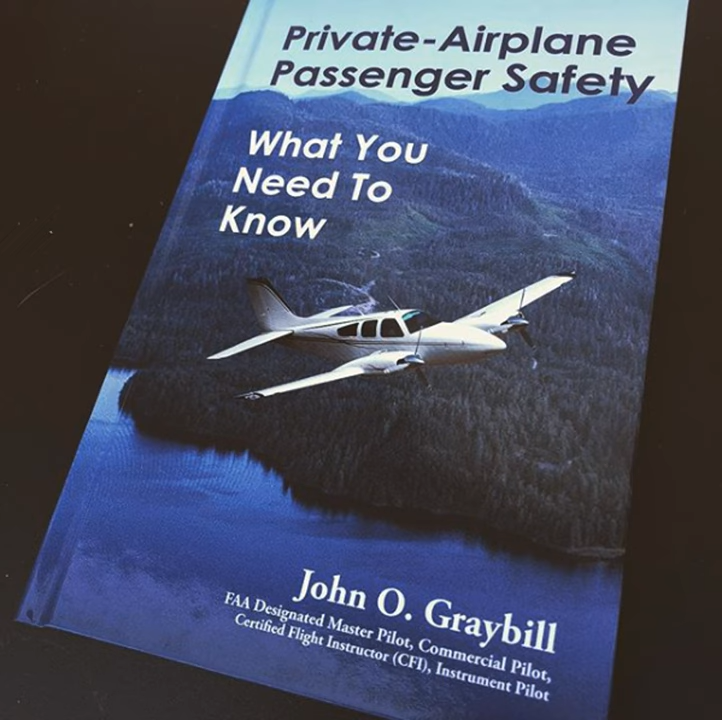 Private-Airplane
Passenger Safety
What You
Need To
Know
John O. Graybill
FAA Designated Master Pilot, Commercial Pilot,
Certified Flight Instructor (CFI), Instrument Pilot